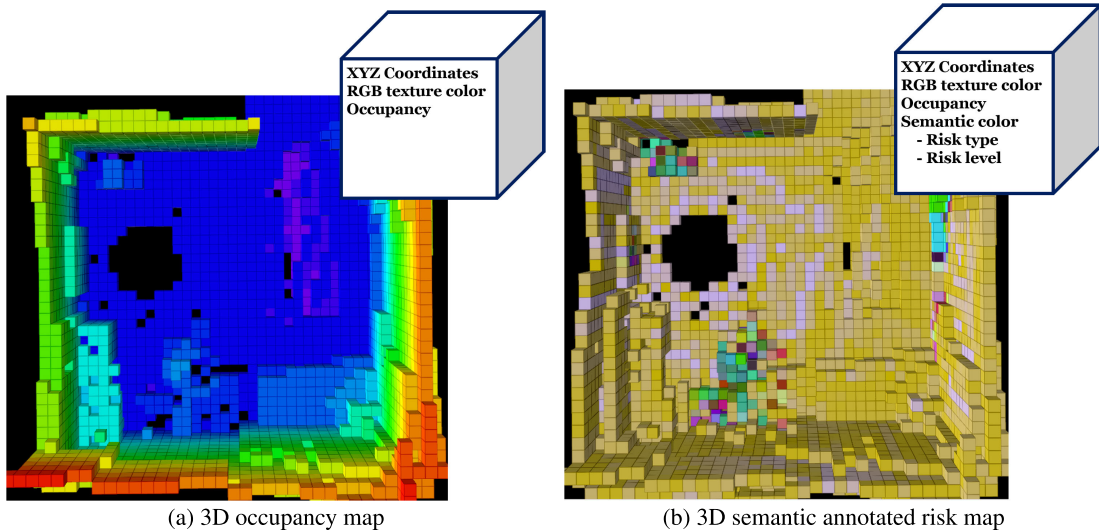 XYZ Coordinates
RGB texture color
Occupancy
XYZ Coordinates
RGB texture color
Occupancy
Semantic color
- Risk type
- Risk level
(a) 3D occupancy map
(b) 3D semantic annotated risk map